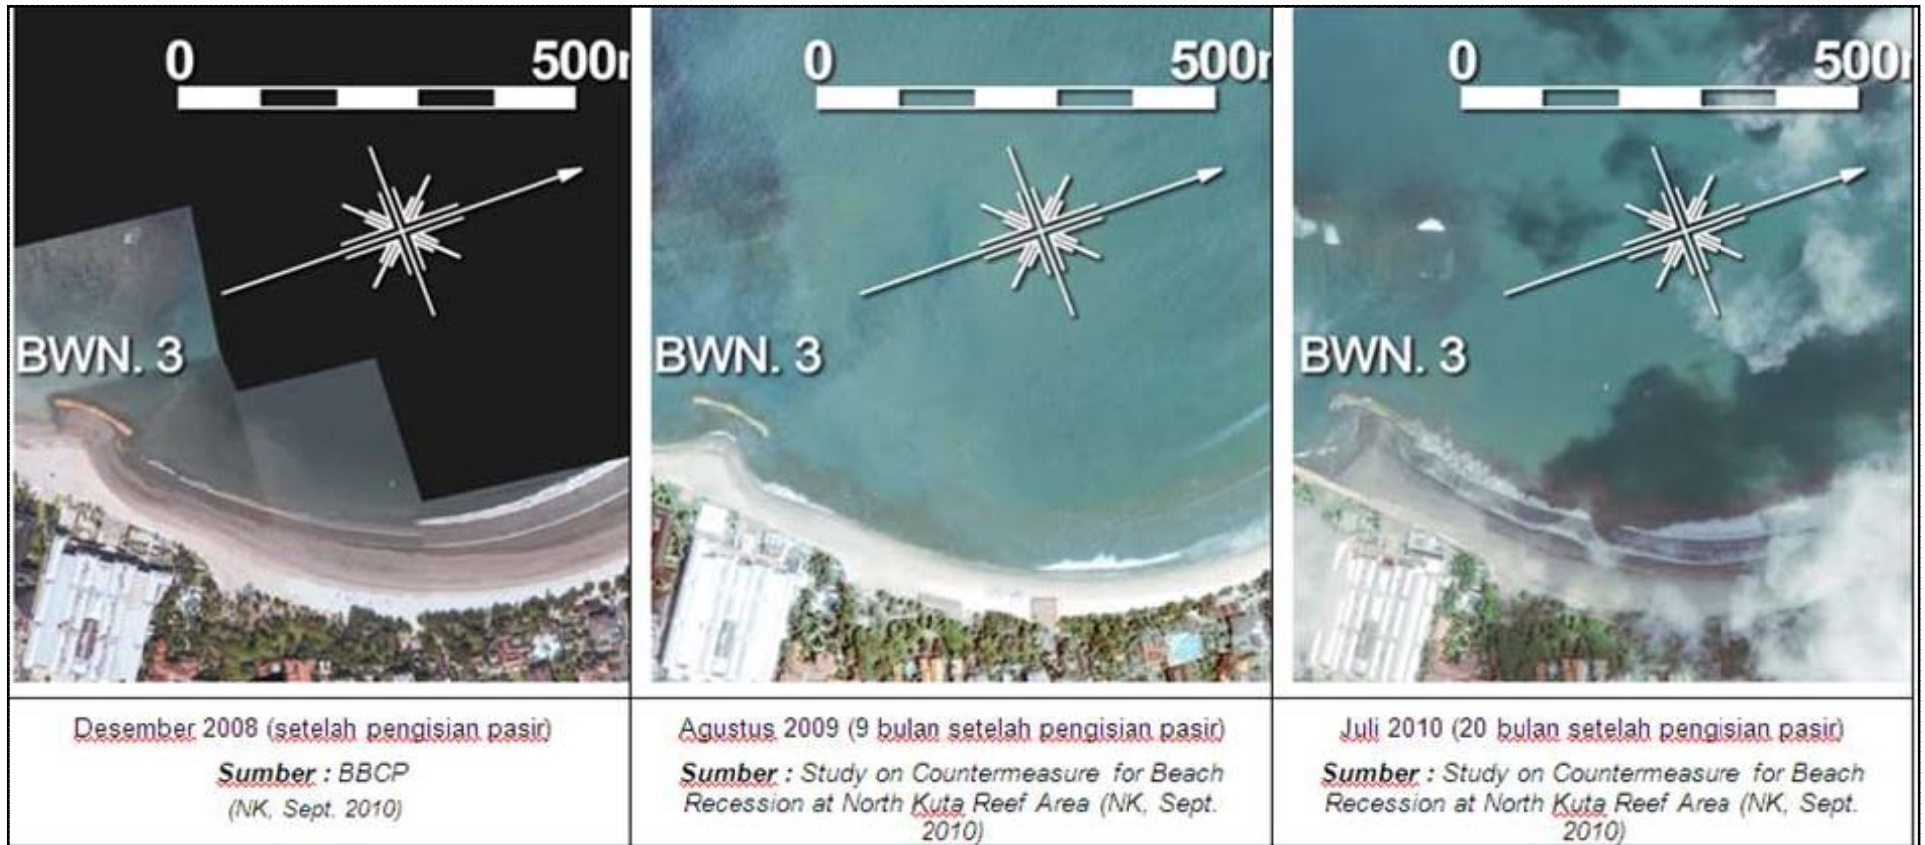 0 500m
BWN. 3
0 500m
BWN. 3
0 500m
BWN. 3
Desember 2008 (setelah pengisian pasir)
Sumber : BBCP
(NK, Sept. 2010)
Agustus 2009 (9 bulan setelah pengisian pasir)
Sumber : Study on Countermeasure for Beach
Recession at North Kuta Reef Area (NK, Sept.
2010)
Juli 2010 (20 bulan setelah pengisian pasir)
Sumber : Study on Countermeasure for Beach
Recession at North Kuta Reef Area (NK, Sept.
2010)